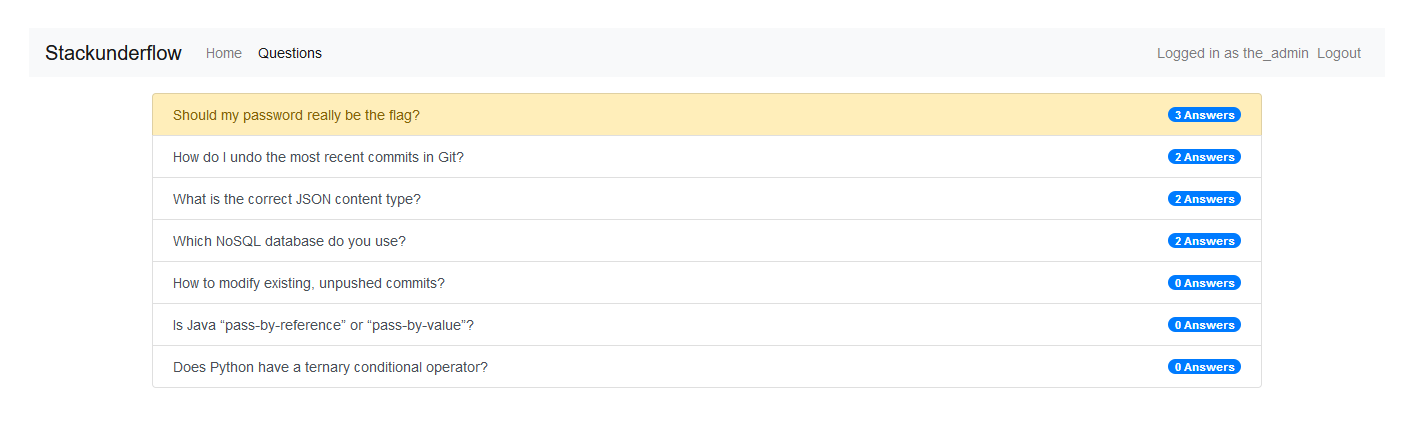 Stackunderflow Home Questions Logged in as the_admin Logout
Should my password really be the flag? 3 Answers
How do I undo the most recent commits in Git? 2 Answers
What is the correct JSON content type? 2 Answers
Which NoSQL database do you use? 2 Answers
How to modify existing, unpushed commits? 0 Answers
Is Java “pass-by-reference” or “pass-by-value”? 0 Answers
Does Python have a ternary conditional operator? 0 Answers